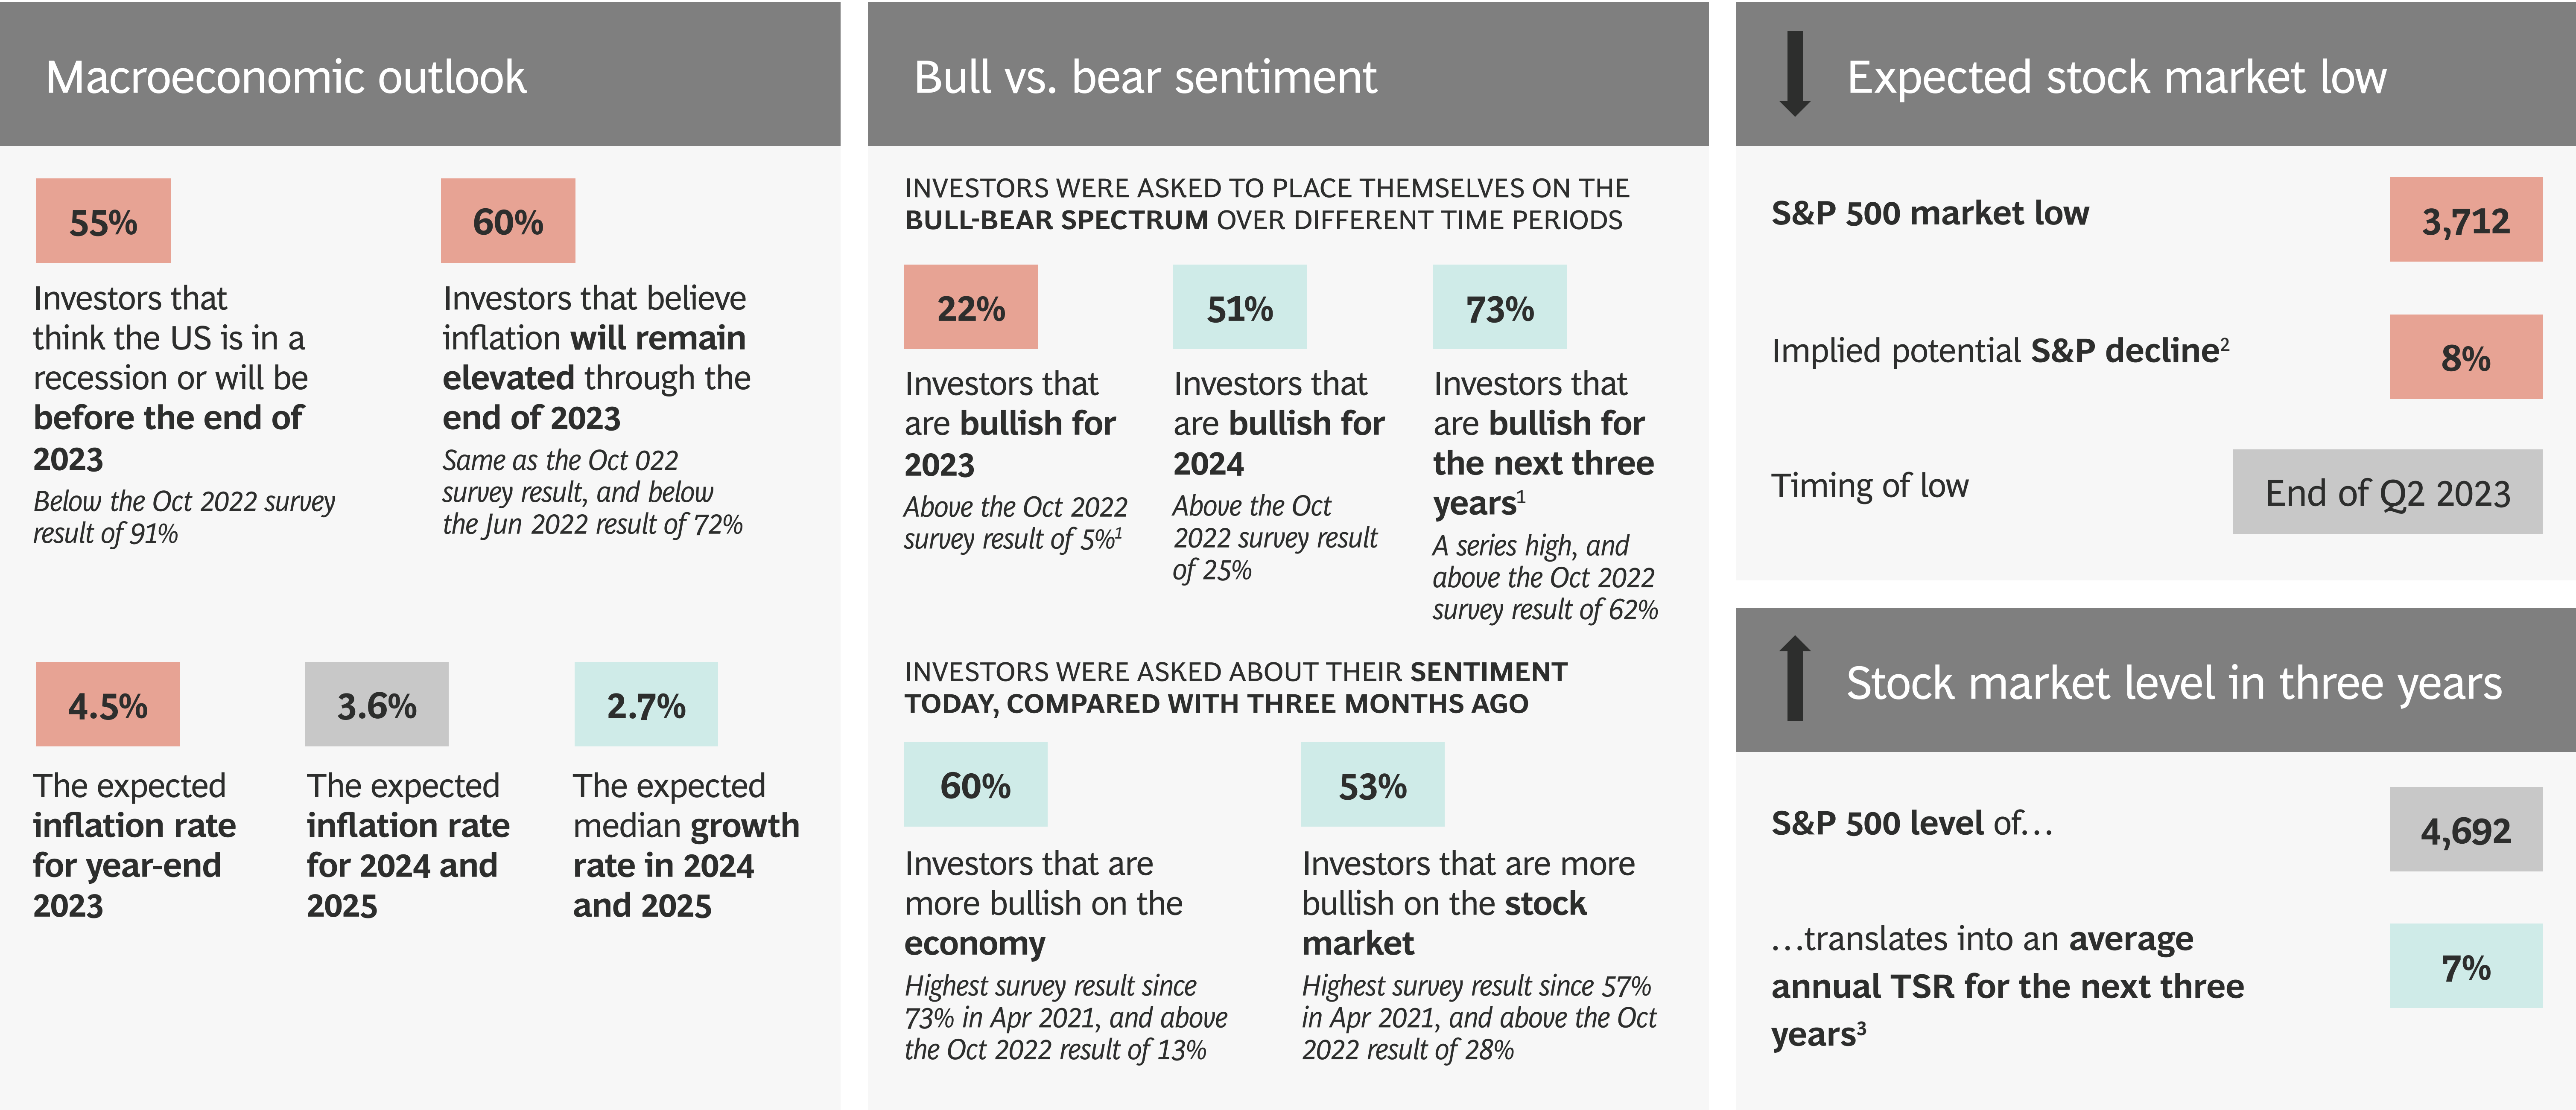 Macroeconomic outlook
55%
Investors that
think the US is in a
recession or will be
before the end of
2023
Below the Oct 2022 survey
result of 91%
60%
Investors that believe
inflation will remain
elevated through the
end of 2023
Same as the Oct 022
survey result, and below
the Jun 2022 result of 72%
4.5%
The expected
inflation rate
for year-end
2023
3.6%
The expected
inflation rate
for 2024 and
2025
2.7%
The expected
median growth
rate in 2024
and 2025
Bull vs. bear sentiment
INVESTORS WERE ASKED TO PLACE THEMSELVES ON THE
BULL-BEAR SPECTRUM OVER DIFFERENT TIME PERIODS
22%
Investors that
are bullish for
2023
Above the Oct 2022
survey result of 5%¹
51%
Investors that
are bullish for
2024
Above the Oct
2022 survey result
of 25%
73%
Investors that
are bullish for
the next three
years¹
A series high, and
above the Oct 2022
survey result of 62%
INVESTORS WERE ASKED ABOUT THEIR SENTIMENT
TODAY, COMPARED WITH THREE MONTHS AGO
60%
Investors that are
more bullish on the
economy
Highest survey result since
73% in Apr 2021, and above
the Oct 2022 result of 13%
53%
Investors that are more
bullish on the stock
market
Highest survey result since 57%
in Apr 2021, and above the Oct
2022 result of 28%
Expected stock market low
S&P 500 market low
3,712
Implied potential S&P decline²
8%
Timing of low
End of Q2 2023
Stock market level in three years
S&P 500 level of…
4,692
…translates into an average
annual TSR for the next three
years³
7%